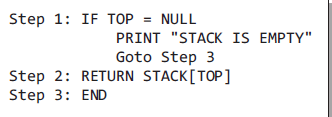 Step 1: IF TOP = NULL
PRINT "STACK IS EMPTY"
Goto Step 3
Step 2: RETURN STACK[TOP]
Step 3: END